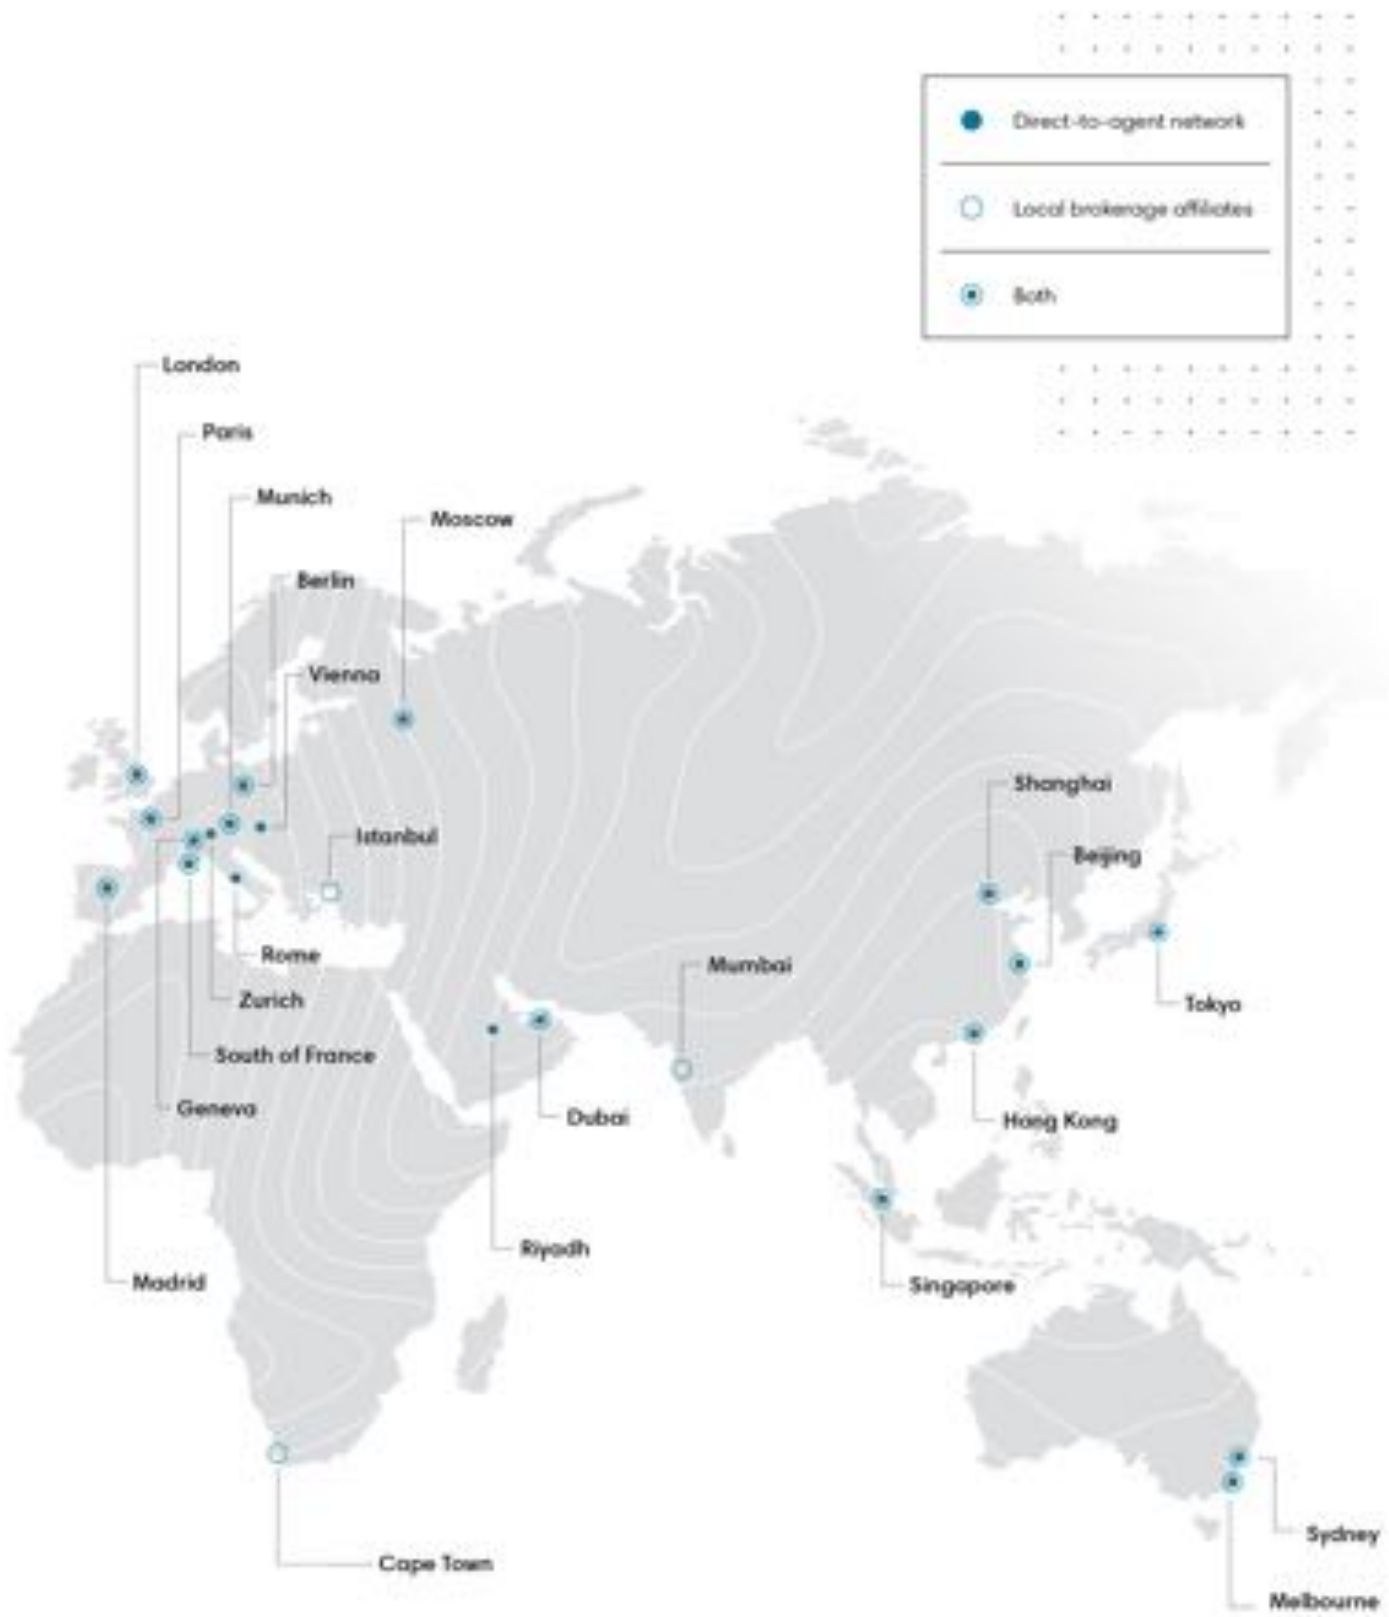 Direct-to-agent network
Local brokerage affiliates
Both
London
Paris
Munich
Moscow
Berlin
Vienna
Shanghai
Istanbul
Beijing
Rome
Mumbai
Zurich
Tokyo
South of France
Geneva
Dubai
Hong Kong
Riyadh
Madrid
Singapore
Sydney
Cape Town
Melbourne